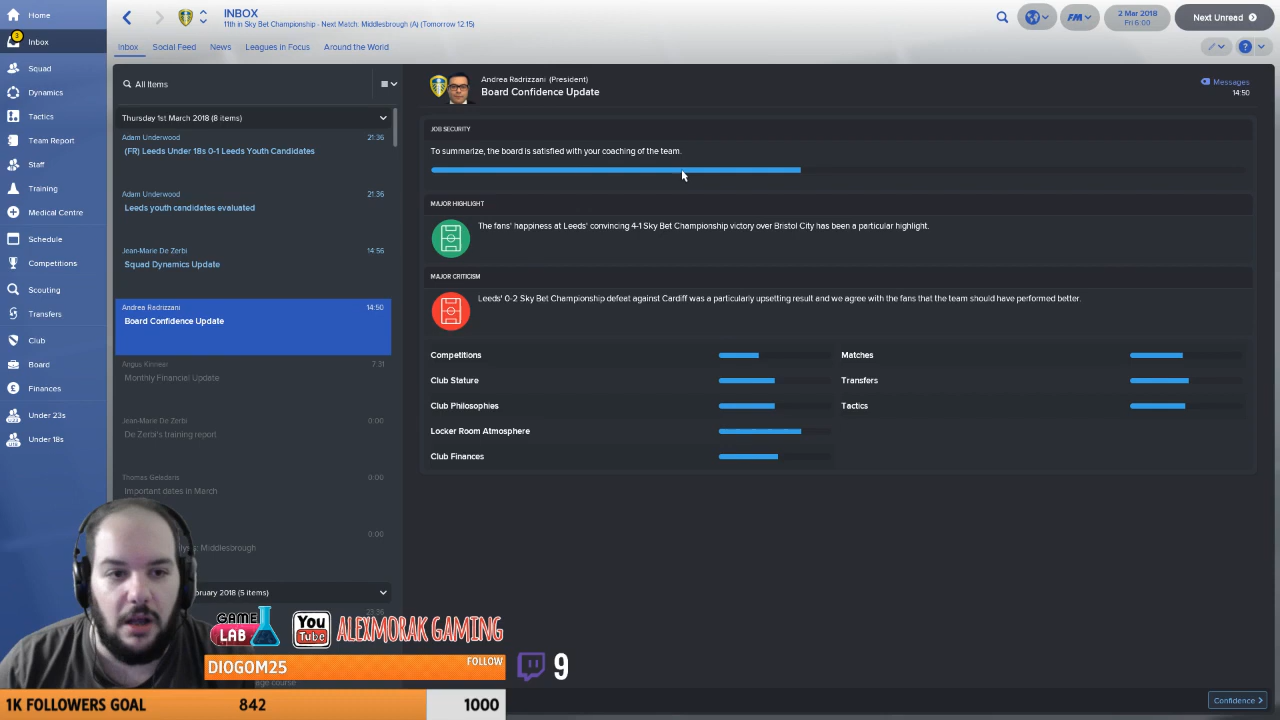 Home
INBOX
11th in Sky Bet Championship - Next Match: Middlesbrough (A) (Tomorrow 12.15)
FM
2 Mar 2018
Fri 6:00
Next Unread
3
Inbox
Inbox Social Feed News Leagues in Focus Around the World
?
Squad
Dynamics
Tactics
Team Report
Staff
Training
Medical Centre
Schedule
Competitions
Scouting
Transfers
Club
Board
Finances
Under 23s
Under 18s
All Items
Thursday 1st March 2018 (8 items)
Adam Underwood 21:36
(FR) Leeds Under 18s 0-1 Leeds Youth Candidates
Adam Underwood 21:36
Leeds youth candidates evaluated
Jean-Marie De Zerbi 14:56
Squad Dynamics Update
Andrea Radrizzani 14:50
Board Confidence Update
Angus Kinnear 7:31
Monthly Financial Update
Jean-Marie De Zerbi 0:00
De Zerbi's training report
Thomas Geladaris 0:00
Important dates in March
0:00
Middlesbrough
(5 items)
23:36
Andrea Radrizzani (President)
Board Confidence Update
Messages
14:50
JOB SECURITY
To summarize, the board is satisfied with your coaching of the team.
MAJOR HIGHLIGHT
The fans' happiness at Leeds' convincing 4-1 Sky Bet Championship victory over Bristol City has been a particular highlight.
MAJOR CRITICISM
Leeds' 0-2 Sky Bet Championship defeat against Cardiff was a particularly upsetting result and we agree with the fans that the team should have performed better.
Competitions
Club Stature
Club Philosophies
Locker Room Atmosphere
Club Finances
Matches
Transfers
Tactics
Confidence
GAME LAB
You Tube
ALEXMORAK GAMING
DIOGOM25 FOLLOW
9
1K FOLLOWERS GOAL 842 1000